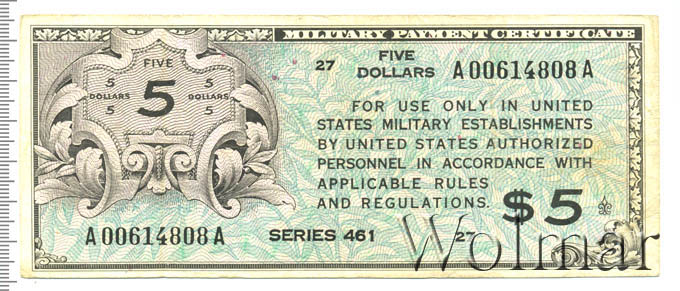 MILITARY PAYMENT CERTIFICATE
FIVE
5 5
DOLLARS 5 DOLLARS
5 5
27 FIVE DOLLARS A00614808A
FOR USE ONLY IN UNITED
STATES MILITARY ESTABLISHMENTS
BY UNITED STATES AUTHORIZED
PERSONNEL IN ACCORDANCE WITH
APPLICABLE RULES
AND REGULATIONS. $5
A00614808A SERIES 461 27
Wolmar